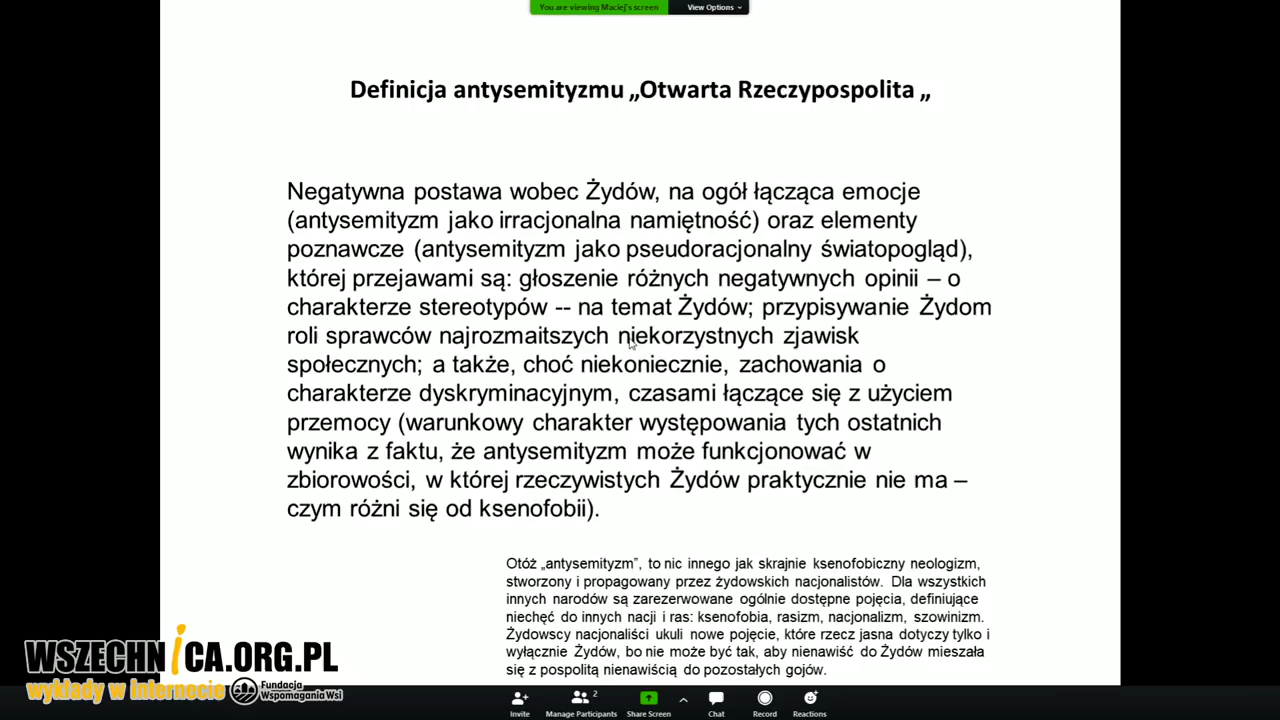 You are viewing Maciej's screen
View Options
Definicja antysemityzmu „Otwarta Rzeczypospolita „
Negatywna postawa wobec Żydów, na ogół łącząca emocje
(antysemityzm jako irracjonalna namiętność) oraz elementy
poznawcze (antysemityzm jako pseudoracjonalny światopogląd),
której przejawami są: głoszenie różnych negatywnych opinii – o
charakterze stereotypów -- na temat Żydów; przypisywanie Żydom
roli sprawców najrozmaitszych niekorzystnych zjawisk
społecznych; a także, choć niekoniecznie, zachowania o
charakterze dyskryminacyjnym, czasami łączące się z użyciem
przemocy (warunkowy charakter występowania tych ostatnich
wynika z faktu, że antysemityzm może funkcjonować w
zbiorowości, w której rzeczywistych Żydów praktycznie nie ma –
czym różni się od ksenofobii).
Otóż „antysemityzm”, to nic innego jak skrajnie ksenofobiczny neologizm,
stworzony i propagowany przez żydowskich nacjonalistów. Dla wszystkich
innych narodów są zarezerwowane ogólnie dostępne pojęcia, definiujące
niechęć do innych nacji i ras: ksenofobia, rasizm, nacjonalizm, szowinizm.
Żydowscy nacjonaliści ukuli nowe pojęcie, które rzecz jasna dotyczy tylko i
wyłącznie Żydów, bo nie może być tak, aby nienawiść do Żydów mieszała
się z pospolitą nienawiścią do pozostałych gojów.
WSZECHNiCA.ORG.PL
wykłady w Internecie
Fundacja
Wspomagania Wsi
Invite
2
Manage Participants
Share Screen
Chat
Record
Reactions